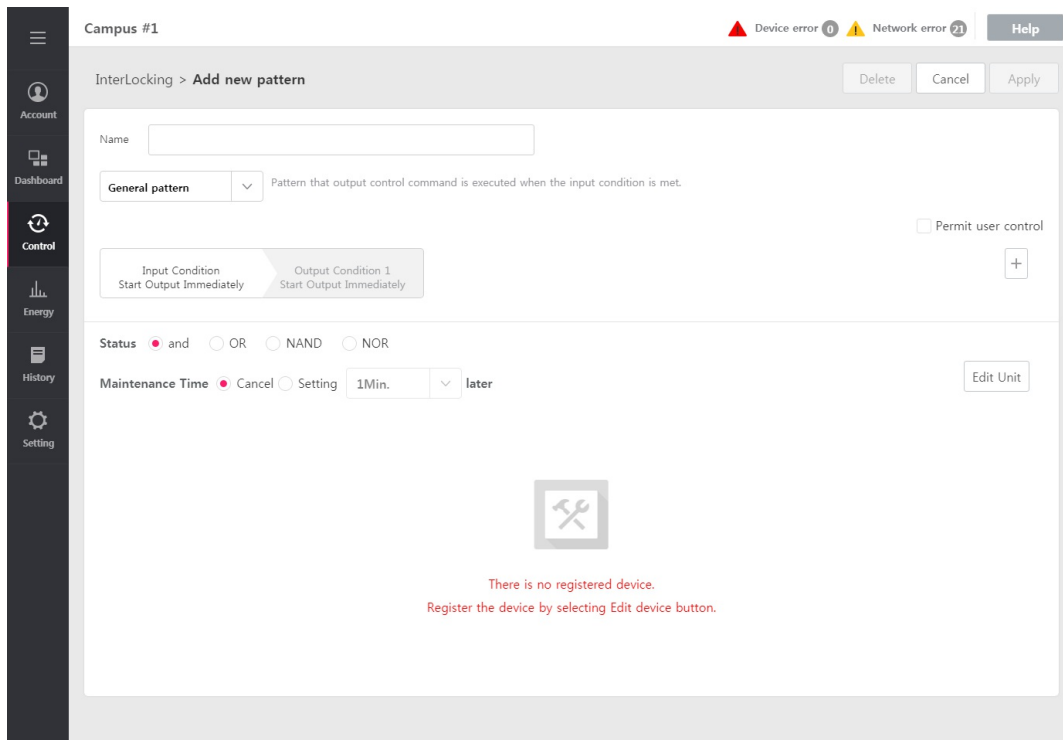 Campus #1
Device error 0
Network error 21
Help
Account
Dashboard
Control
Energy
History
Setting
InterLocking > Add new pattern
Delete
Cancel
Apply
Name
General pattern
Pattern that output control command is executed when the input condition is met.
Permit user control
Input Condition
Start Output Immediately
Output Condition 1
Start Output Immediately
+
Status and OR NAND NOR
Maintenance Time Cancel Setting 1Min. later
Edit Unit
There is no registered device.
Register the device by selecting Edit device button.